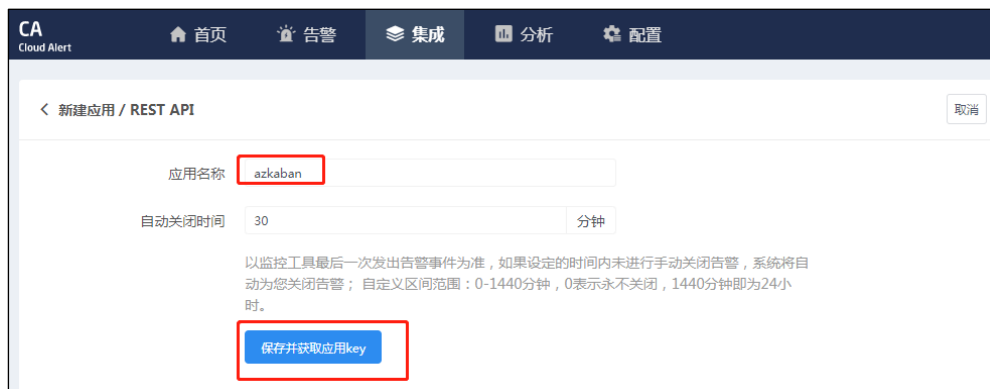 CA
Cloud Alert
首页
告警
集成
分析
配置
新建应用 / REST API
取消
应用名称
azkaban
自动关闭时间
30
分钟
以监控工具最后一次发出告警事件为准，如果设定的时间内未进行手动关闭告警，系统将自
动为您关闭告警； 自定义区间范围：0-1440分钟，0表示永不关闭，1440分钟即为24小
时。
保存并获取应用key